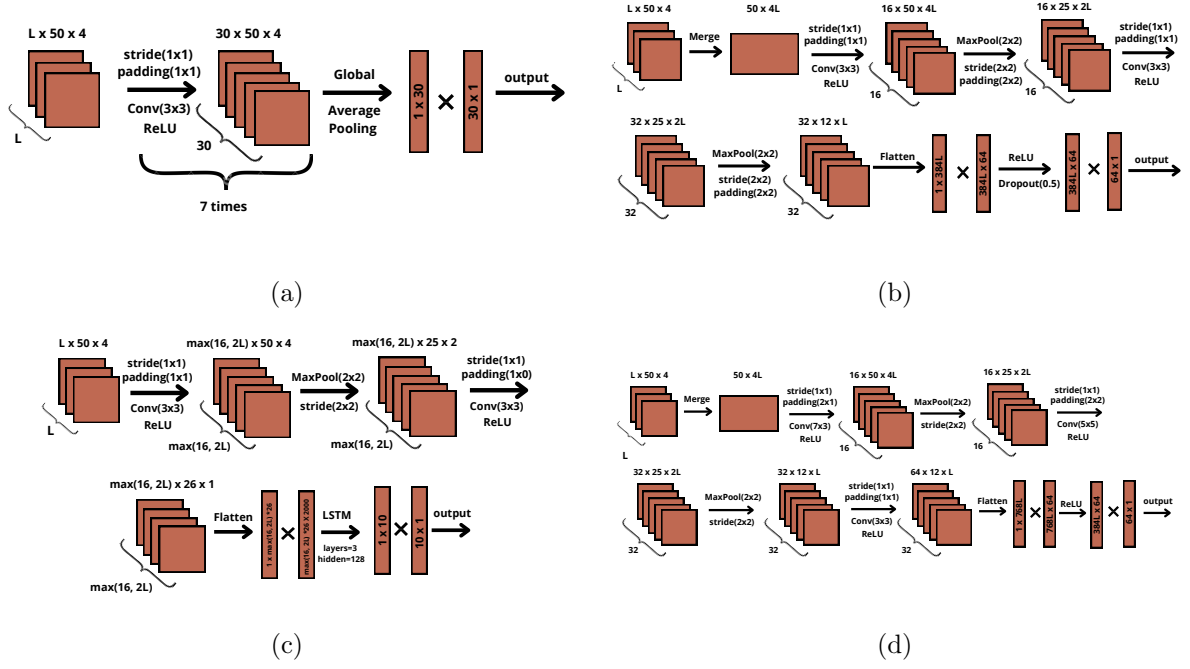 L x 50 x 4
stride(1x1)
padding(1x1)
Conv(3x3)
ReLU
30 x 50 x 4
Global
Average
Pooling
1 x 30
×
30 x 1
output
L
30
7 times
(a)
L x 50 x 4
Merge
50 x 4L
stride(1x1)
padding(1x1)
Conv(3x3)
ReLU
16 x 50 x 4L
MaxPool(2x2)
stride(2x2)
padding(2x2)
16 x 25 x 2L
stride(1x1)
padding(1x1)
Conv(3x3)
ReLU
L
16
16
32 x 25 x 2L
MaxPool(2x2)
stride(2x2)
padding(2x2)
32 x 12 x L
Flatten
1 x 384L
×
384L x 64
ReLU
Dropout(0.5)
384L x 64
×
64 x 1
output
32
32
(b)
L x 50 x 4
stride(1x1)
padding(1x1)
Conv(3x3)
ReLU
max(16, 2L) x 50 x 4
MaxPool(2x2)
stride(2x2)
max(16, 2L) x 25 x 2
stride(1x1)
padding(1x0)
Conv(3x3)
ReLU
L
max(16, 2L)
max(16, 2L)
max(16, 2L) x 26 x 1
Flatten
1 x max(16, 2L) *26
×
max(16, 2L) *26 x 2000
LSTM
layers=3
hidden=128
1 x 10
×
10 x 1
output
max(16, 2L)
(c)
L x 50 x 4
Merge
50 x 4L
stride(1x1)
padding(2x1)
Conv(7x3)
ReLU
16 x 50 x 4L
MaxPool(2x2)
stride(2x2)
16 x 25 x 2L
stride(1x1)
padding(2x2)
Conv(5x5)
ReLU
L
16
16
32 x 25 x 2L
MaxPool(2x2)
stride(2x2)
32 x 12 x L
stride(1x1)
padding(1x1)
Conv(3x3)
ReLU
64 x 12 x L
Flatten
1 x 768L
×
768L x 64
ReLU
384L x 64
×
64 x 1
output
32
32
32
(d)